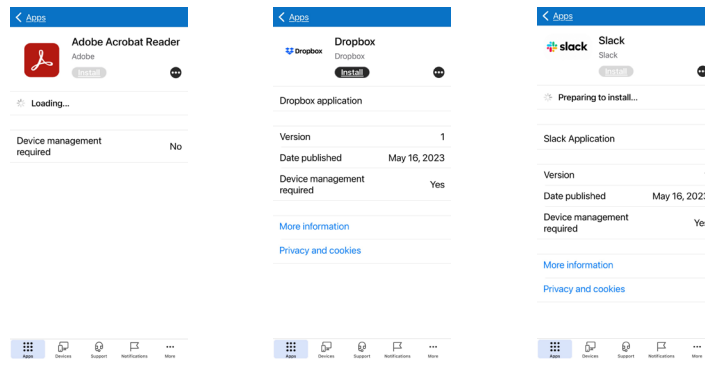 Apps
Adobe Acrobat Reader
Adobe
Install
Loading...
Device management
required
No
Apps
Devices
Support
Notifications
More
Apps
Dropbox
Dropbox
Dropbox
Install
Dropbox application
Version 1
Date published May 16, 2023
Device management
required
Yes
More information
Privacy and cookies
Apps
Devices
Support
Notifications
More
Apps
slack
Slack
Slack
Install
Preparing to install...
Slack Application
Version
Date published May 16, 2023
Device management
required
Yes
More information
Privacy and cookies
Apps
Devices
Support
Notifications
More